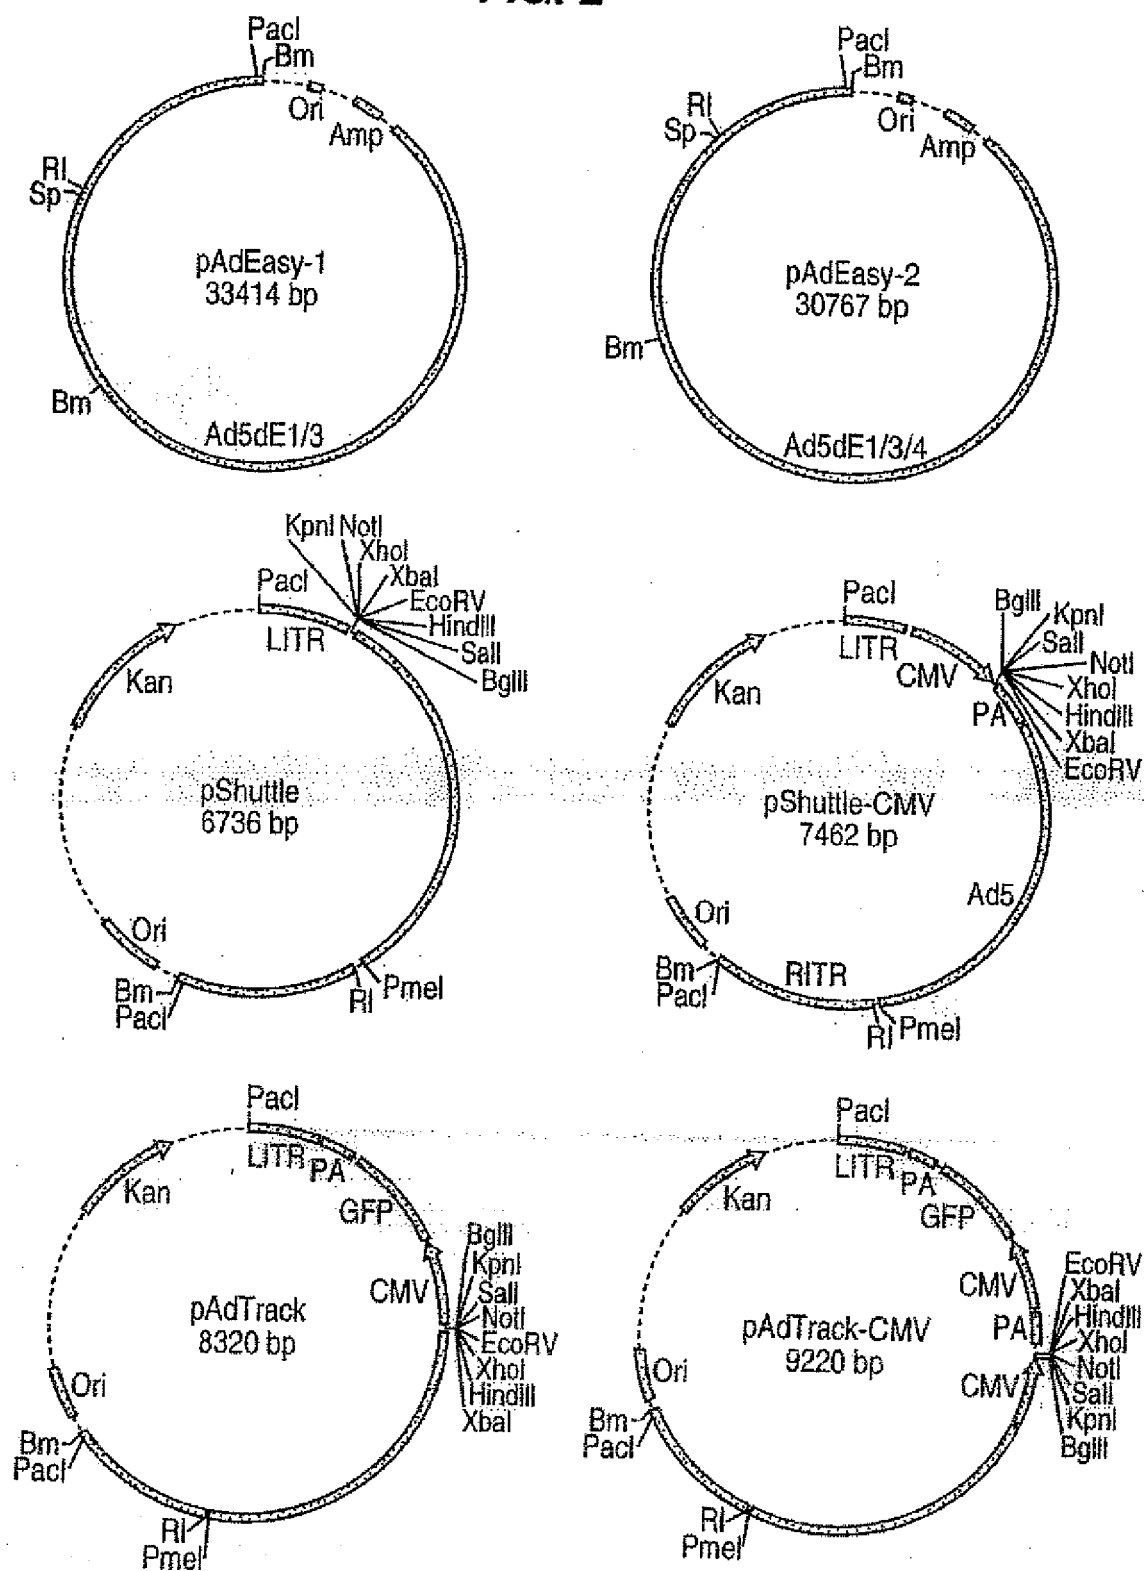 PacI
Bm
Ori
Amp
RI
Sp
pAdEasy-1
33414 bp
Bm
Ad5dE1/3
PacI
Bm
Ori
Amp
RI
Sp
pAdEasy-2
30767 bp
Bm
Ad5dE1/3/4
KpnI NotI
XhoI
XbaI
EcoRV
HindIII
SalI
BglII
PacI
LITR
Kan
pShuttle
6736 bp
Ori
Bm
PacI
RI
PmeI
PacI
LITR
CMV
PA
BglII
KpnI
SalI
NotI
XhoI
HindIII
XbaI
EcoRV
Kan
pShuttle-CMV
7462 bp
Ad5
Ori
Bm
PacI
RITR
RI
PmeI
PacI
LITR
PA
GFP
Kan
CMV
BglII
KpnI
SalI
NotI
EcoRV
XhoI
HindIII
XbaI
pAdTrack
8320 bp
Ori
Bm
PacI
RI
PmeI
PacI
LITR
PA
GFP
Kan
CMV
PA
CMV
EcoRV
XbaI
HindIII
XhoI
NotI
SalI
KpnI
BglII
pAdTrack-CMV
9220 bp
Ori
Bm
PacI
RI
PmeI